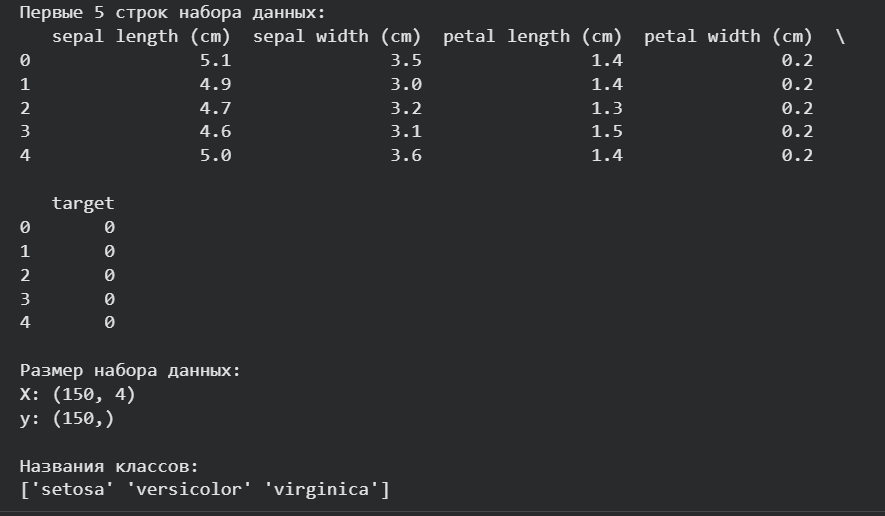 Первые 5 строк набора данных:
   sepal length (cm)  sepal width (cm)  petal length (cm)  petal width (cm)  \
0                5.1               3.5                1.4               0.2
1                4.9               3.0                1.4               0.2
2                4.7               3.2                1.3               0.2
3                4.6               3.1                1.5               0.2
4                5.0               3.6                1.4               0.2

   target
0       0
1       0
2       0
3       0
4       0

Размер набора данных:
X: (150, 4)
y: (150,)

Названия классов:
['setosa' 'versicolor' 'virginica']